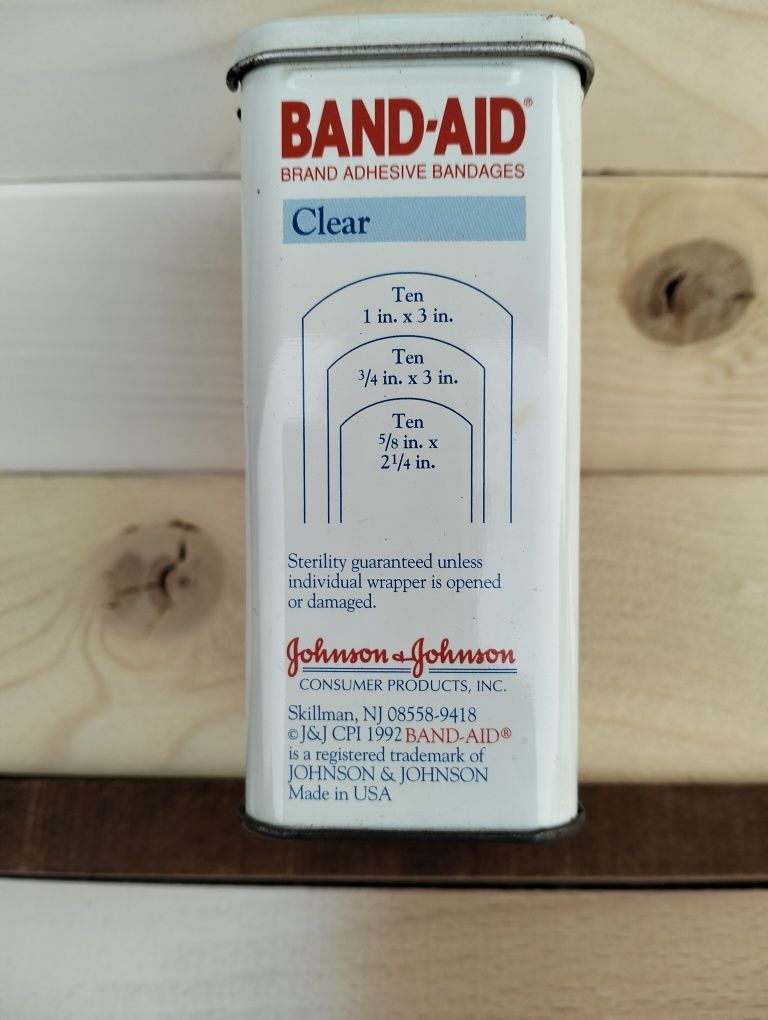 BAND-AID®
BRAND ADHESIVE BANDAGES
Clear
Ten
1 in. x 3 in.
Ten
3/4 in. x 3 in.
Ten
5/8 in. x
2 1/4 in.
Sterility guaranteed unless
individual wrapper is opened
or damaged.
Johnson & Johnson
CONSUMER PRODUCTS, INC.
Skillman, NJ 08558-9418
© J&J CPI 1992 BAND-AID®
is a registered trademark of
JOHNSON & JOHNSON
Made in USA